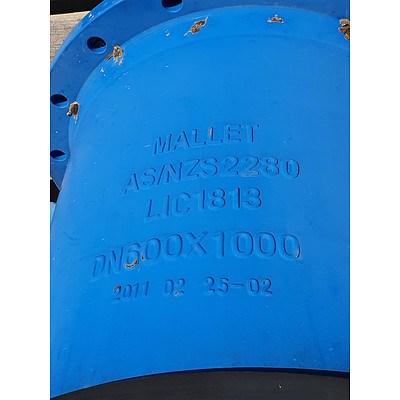 MALLET
AS/NZS2280
LIC1813
DN600X1000
2011 02 25-02